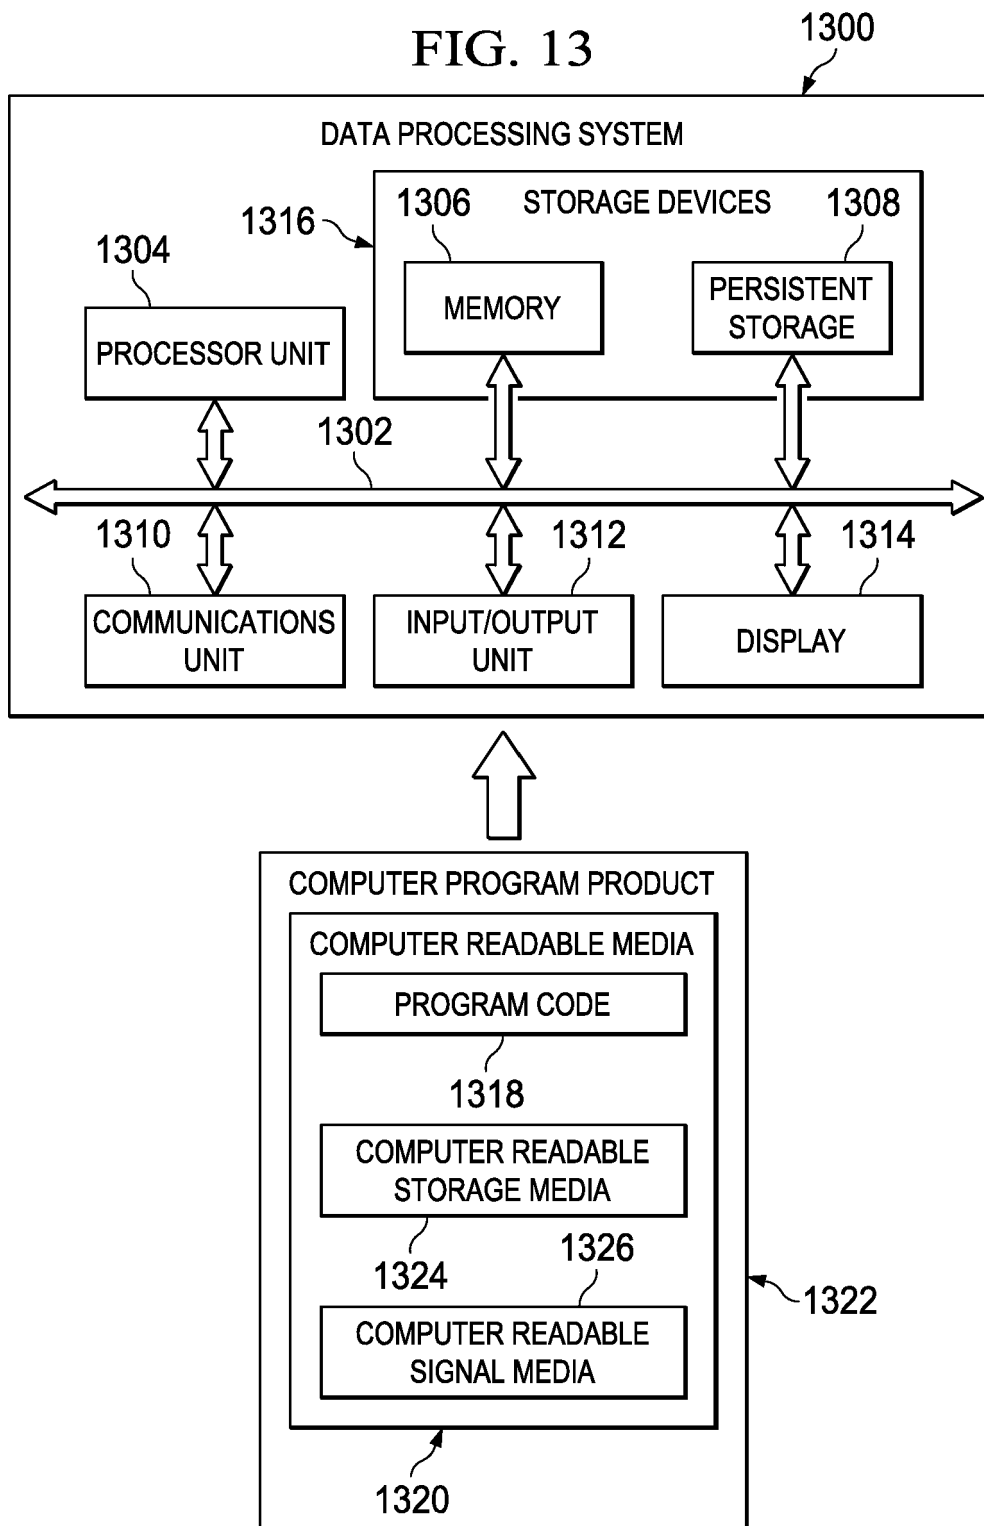 FIG. 13
1300
DATA PROCESSING SYSTEM
1316
1306
STORAGE DEVICES
1308
1304
MEMORY
PERSISTENT
STORAGE
PROCESSOR UNIT
1302
1310
1312
1314
COMMUNICATIONS
UNIT
INPUT/OUTPUT
UNIT
DISPLAY
COMPUTER PROGRAM PRODUCT
COMPUTER READABLE MEDIA
PROGRAM CODE
1318
COMPUTER READABLE
STORAGE MEDIA
1324
1326
COMPUTER READABLE
SIGNAL MEDIA
1322
1320